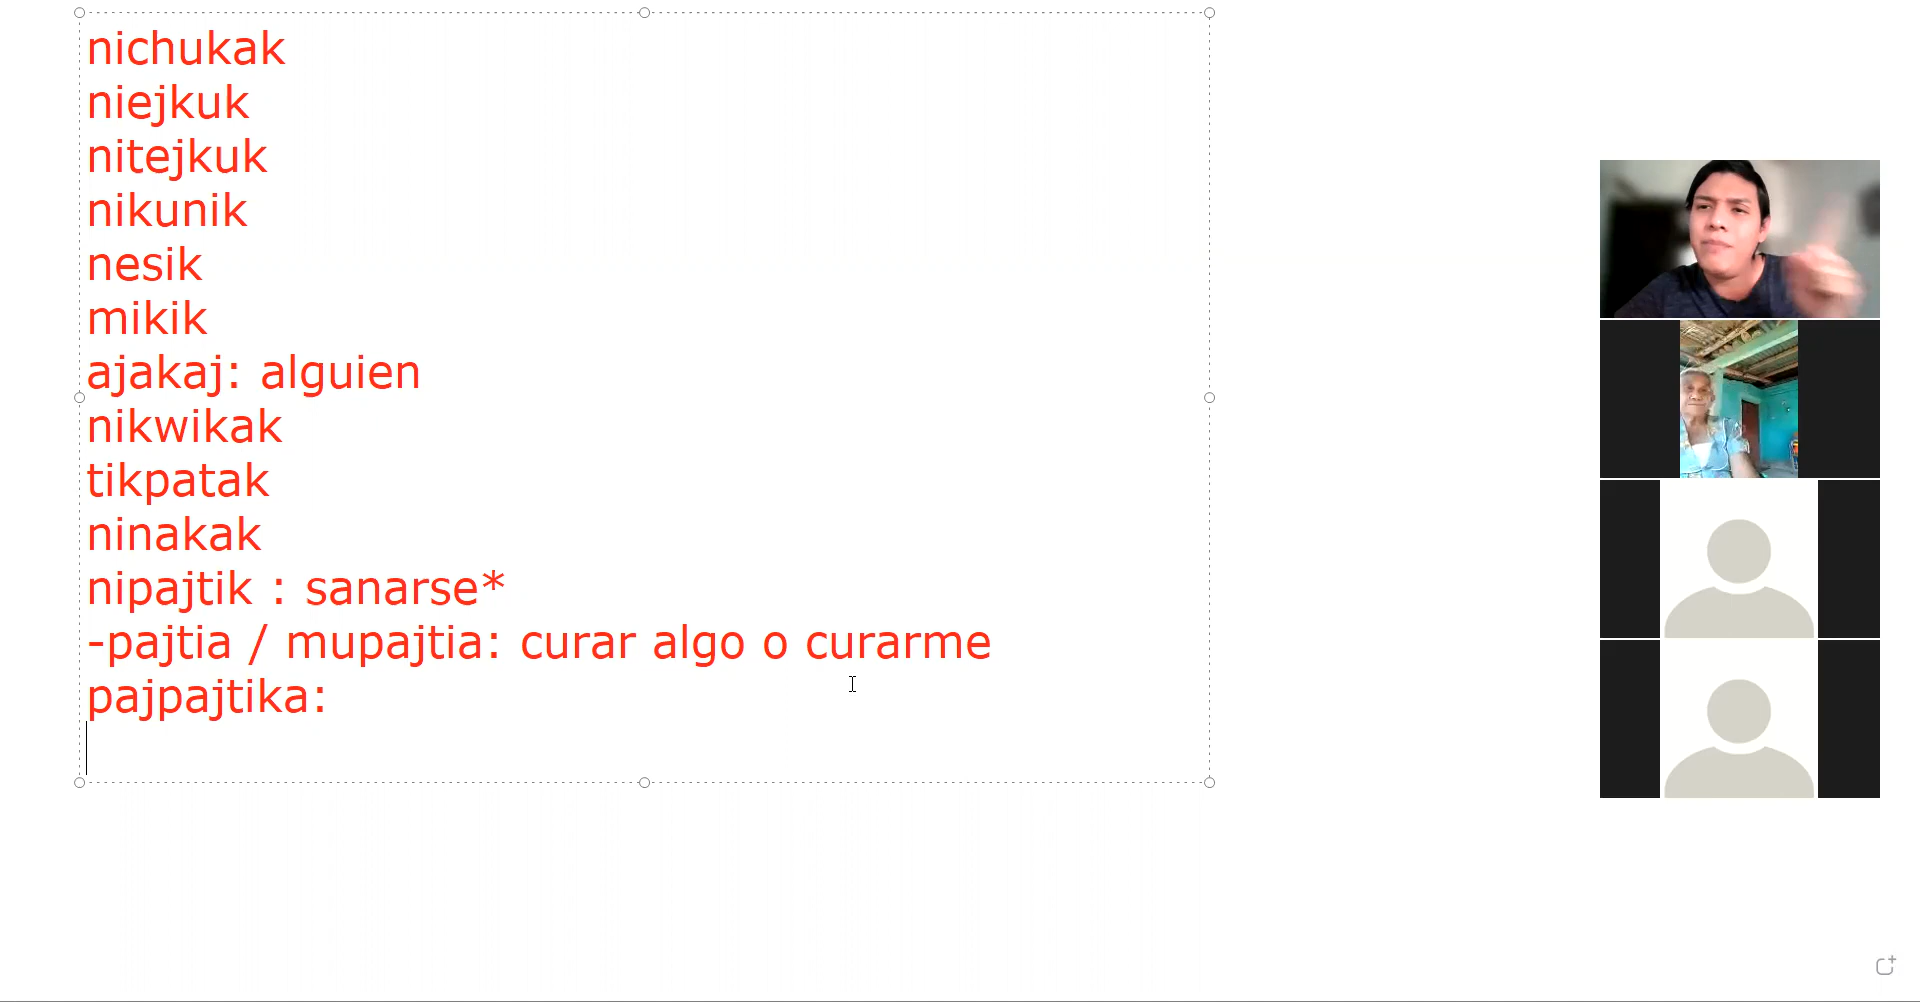 nichukak
niejkuk
nitejkuk
nikunik
nesik
mikik
ajakaj: alguien
nikwikak
tikpatak
ninakak
nipajtik : sanarse*
-pajtia / mupajtia: curar algo o curarme
pajpajtika: